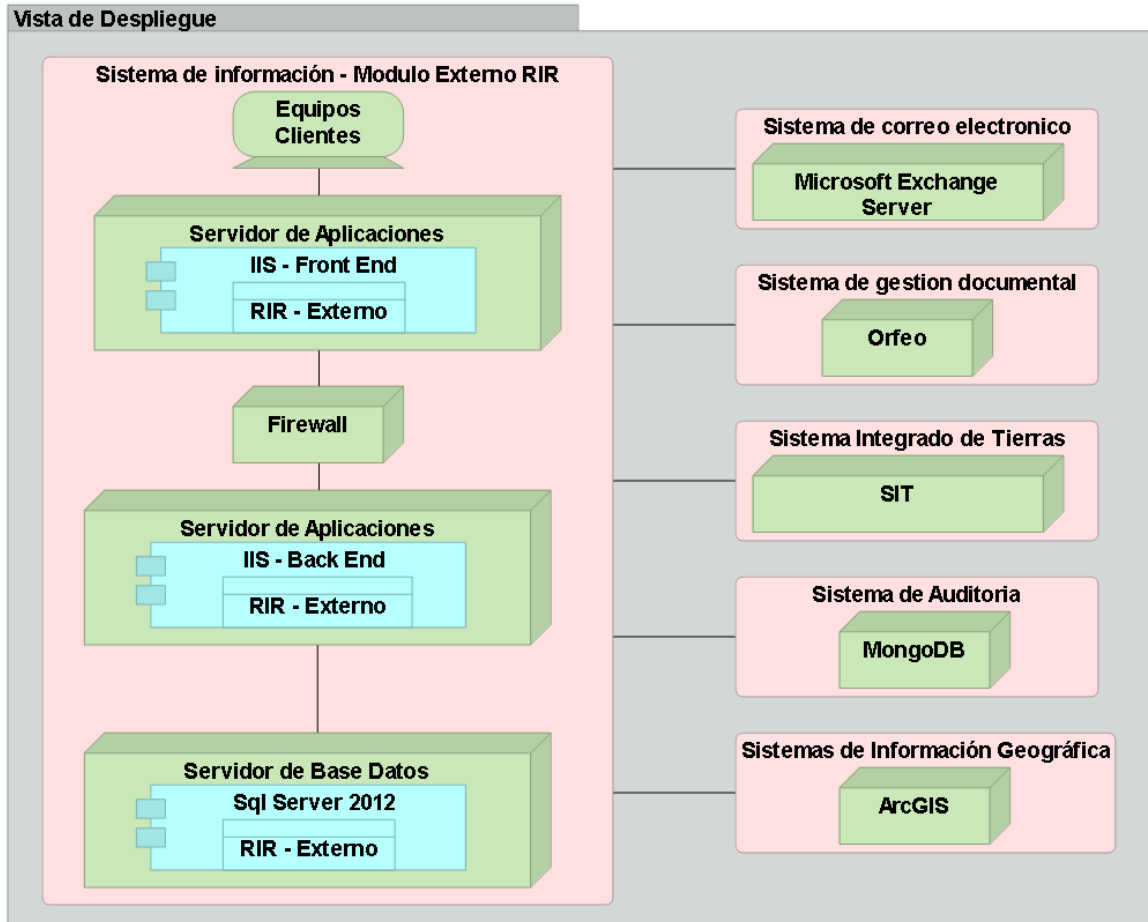 Vista de Despliegue
Sistema de información - Modulo Externo RIR
Equipos
Clientes
Servidor de Aplicaciones
IIS - Front End
RIR - Externo
Firewall
Servidor de Aplicaciones
IIS - Back End
RIR - Externo
Servidor de Base Datos
Sql Server 2012
RIR - Externo
Sistema de correo electronico
Microsoft Exchange
Server
Sistema de gestion documental
Orfeo
Sistema Integrado de Tierras
SIT
Sistema de Auditoria
MongoDB
Sistemas de Información Geográfica
ArcGIS